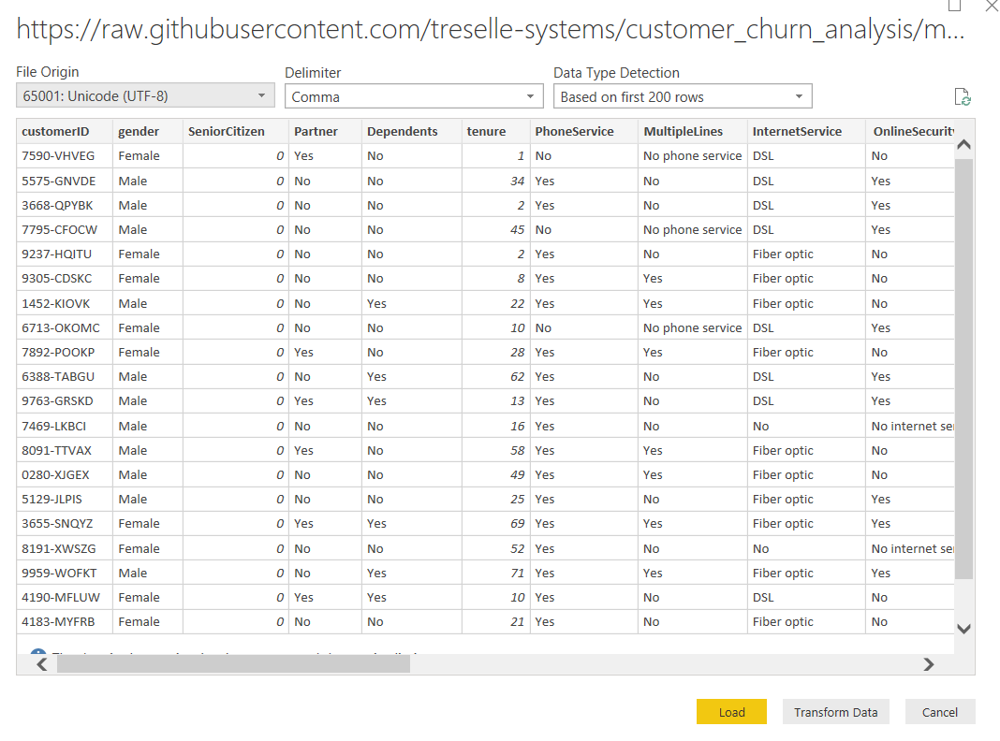 https://raw.githubusercontent.com/treselle-systems/customer_churn_analysis/m...
File Origin Delimiter Data Type Detection
65001: Unicode (UTF-8) Comma Based on first 200 rows
customerID gender SeniorCitizen Partner Dependents tenure PhoneService MultipleLines InternetService OnlineSecurit
7590-VHVEG Female 0 Yes No 1 No No phone service DSL No
5575-GNVDE Male 0 No No 34 Yes No DSL Yes
3668-QPYBK Male 0 No No 2 Yes No DSL Yes
7795-CFOCW Male 0 No No 45 No No phone service DSL Yes
9237-HQITU Female 0 No No 2 Yes No Fiber optic No
9305-CDSKC Female 0 No No 8 Yes Yes Fiber optic No
1452-KIOVK Male 0 No Yes 22 Yes Yes Fiber optic No
6713-OKOMC Female 0 No No 10 No No phone service DSL Yes
7892-POOKP Female 0 Yes No 28 Yes Yes Fiber optic No
6388-TABGU Male 0 No Yes 62 Yes No DSL Yes
9763-GRSKD Male 0 Yes Yes 13 Yes No DSL Yes
7469-LKBCI Male 0 No No 16 Yes No No No internet se
8091-TTVAX Male 0 Yes No 58 Yes Yes Fiber optic No
0280-XJGEX Male 0 No No 49 Yes Yes Fiber optic No
5129-JLPIS Male 0 No No 25 Yes No Fiber optic Yes
3655-SNQYZ Female 0 Yes Yes 69 Yes Yes Fiber optic Yes
8191-XWSZG Female 0 No No 52 Yes No No No internet se
9959-WOFKT Male 0 No Yes 71 Yes Yes Fiber optic Yes
4190-MFLUW Female 0 Yes Yes 10 Yes No DSL No
4183-MYFRB Female 0 No No 21 Yes No Fiber optic No
Load Transform Data Cancel